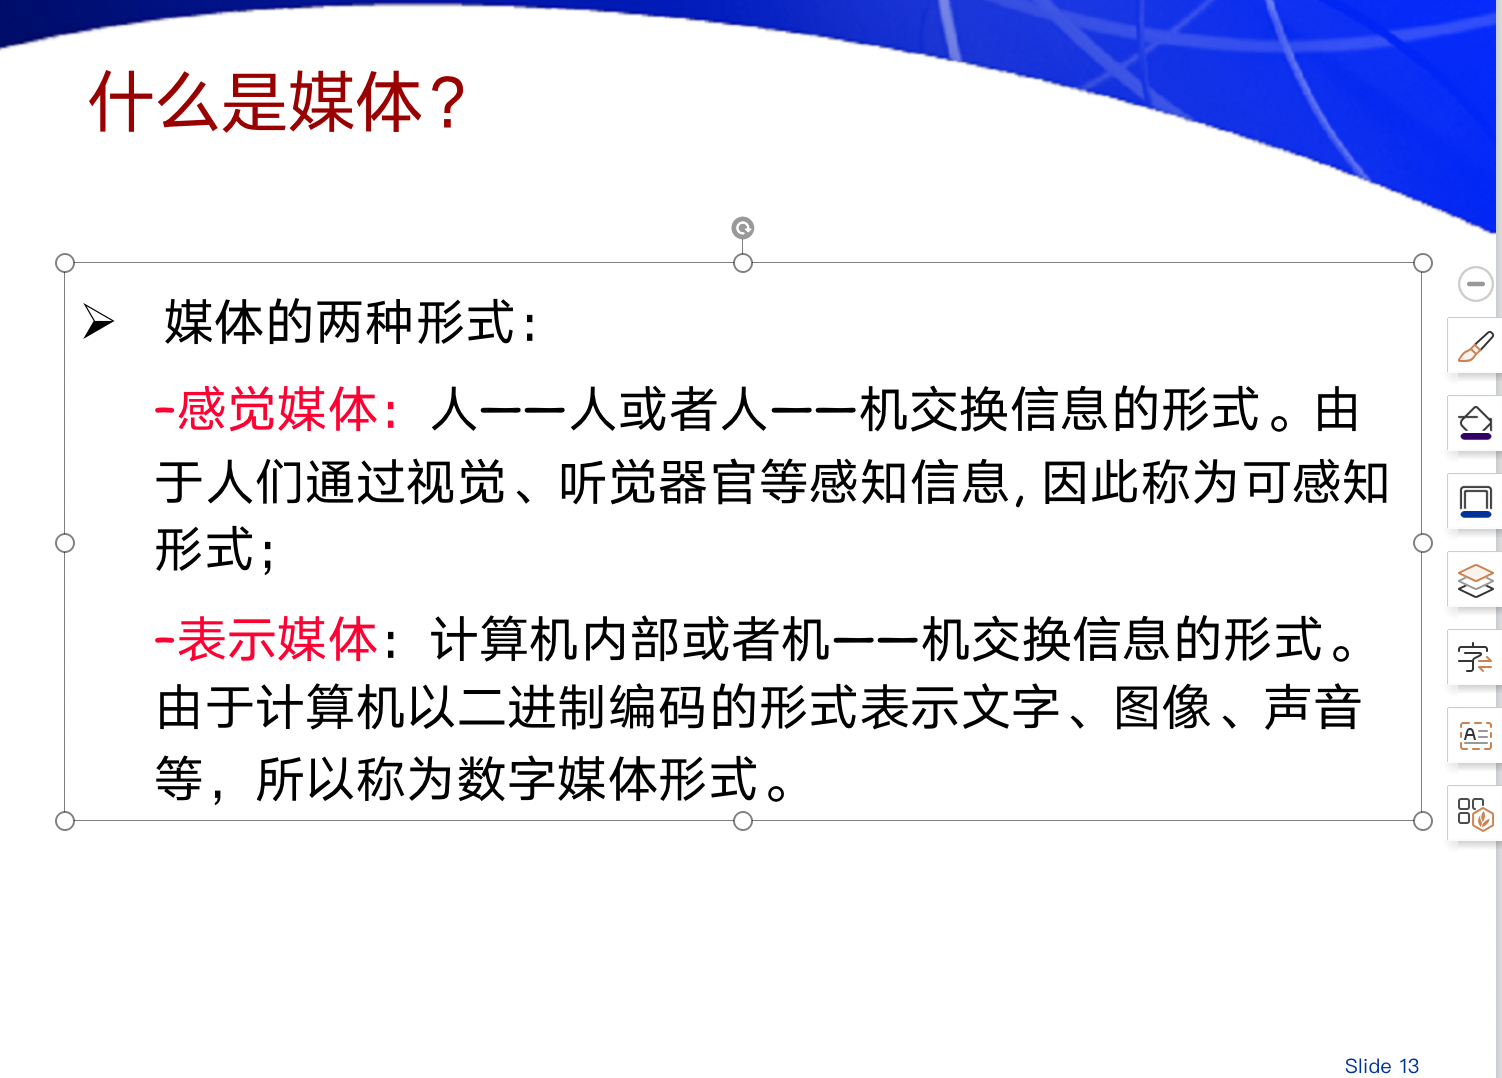 什么是媒体?
➢ 媒体的两种形式:
-感觉媒体: 人——人或者人——机交换信息的形式。由
于人们通过视觉、听觉器官等感知信息, 因此称为可感知
形式;
-表示媒体: 计算机内部或者机——机交换信息的形式。
由于计算机以二进制编码的形式表示文字、图像、声音
等, 所以称为数字媒体形式。
Slide 13